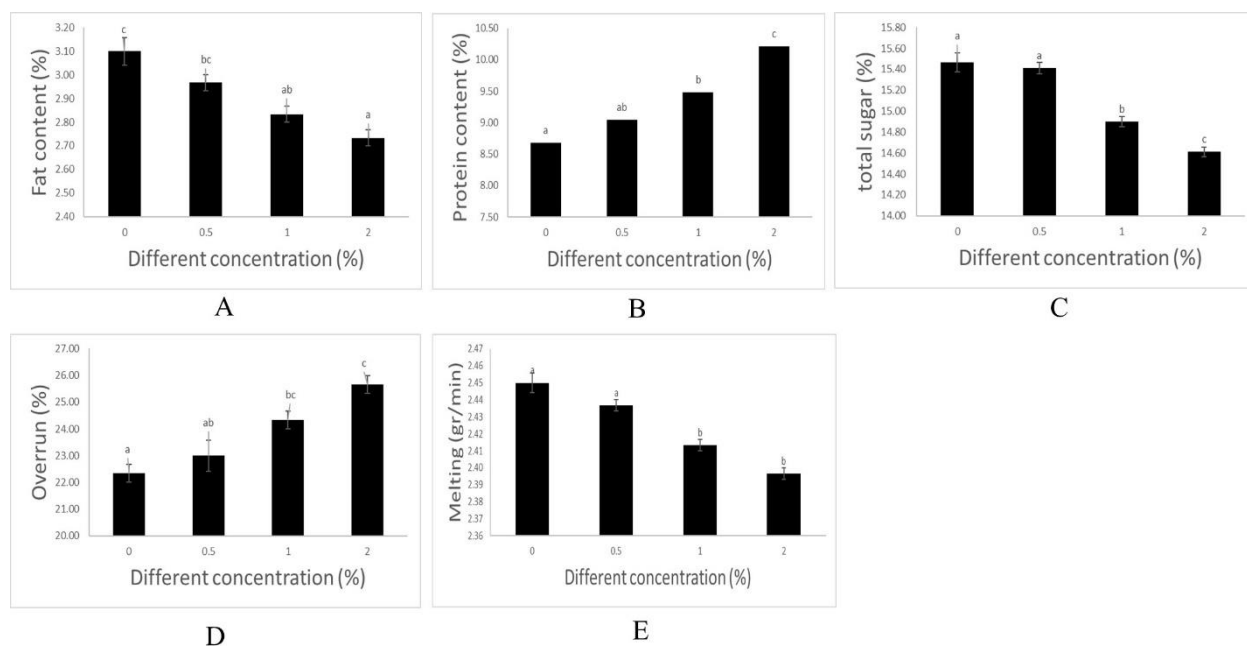 3.20
3.10
3.00
2.90
2.80
2.70
2.60
2.50
2.40
Fat content (%)
c
bc
ab
a
0 0.5 1 2
Different concentration (%)
A
10.50
10.00
9.50
9.00
8.50
8.00
7.50
Protein content (%)
a
ab
b
c
0 0.5 1 2
Different concentration (%)
B
15.80
15.60
15.40
15.20
15.00
14.80
14.60
14.40
14.20
14.00
total sugar (%)
a
a
b
c
0 0.5 1 2
Different concentration (%)
C
27.00
26.00
25.00
24.00
23.00
22.00
21.00
20.00
Overrun (%)
a
ab
bc
c
0 0.5 1 2
Different concentration (%)
D
2.47
2.46
2.45
2.44
2.43
2.42
2.41
2.40
2.39
2.38
2.37
2.36
Melting (gr/min)
a
a
b
b
0 0.5 1 2
Different concentration (%)
E